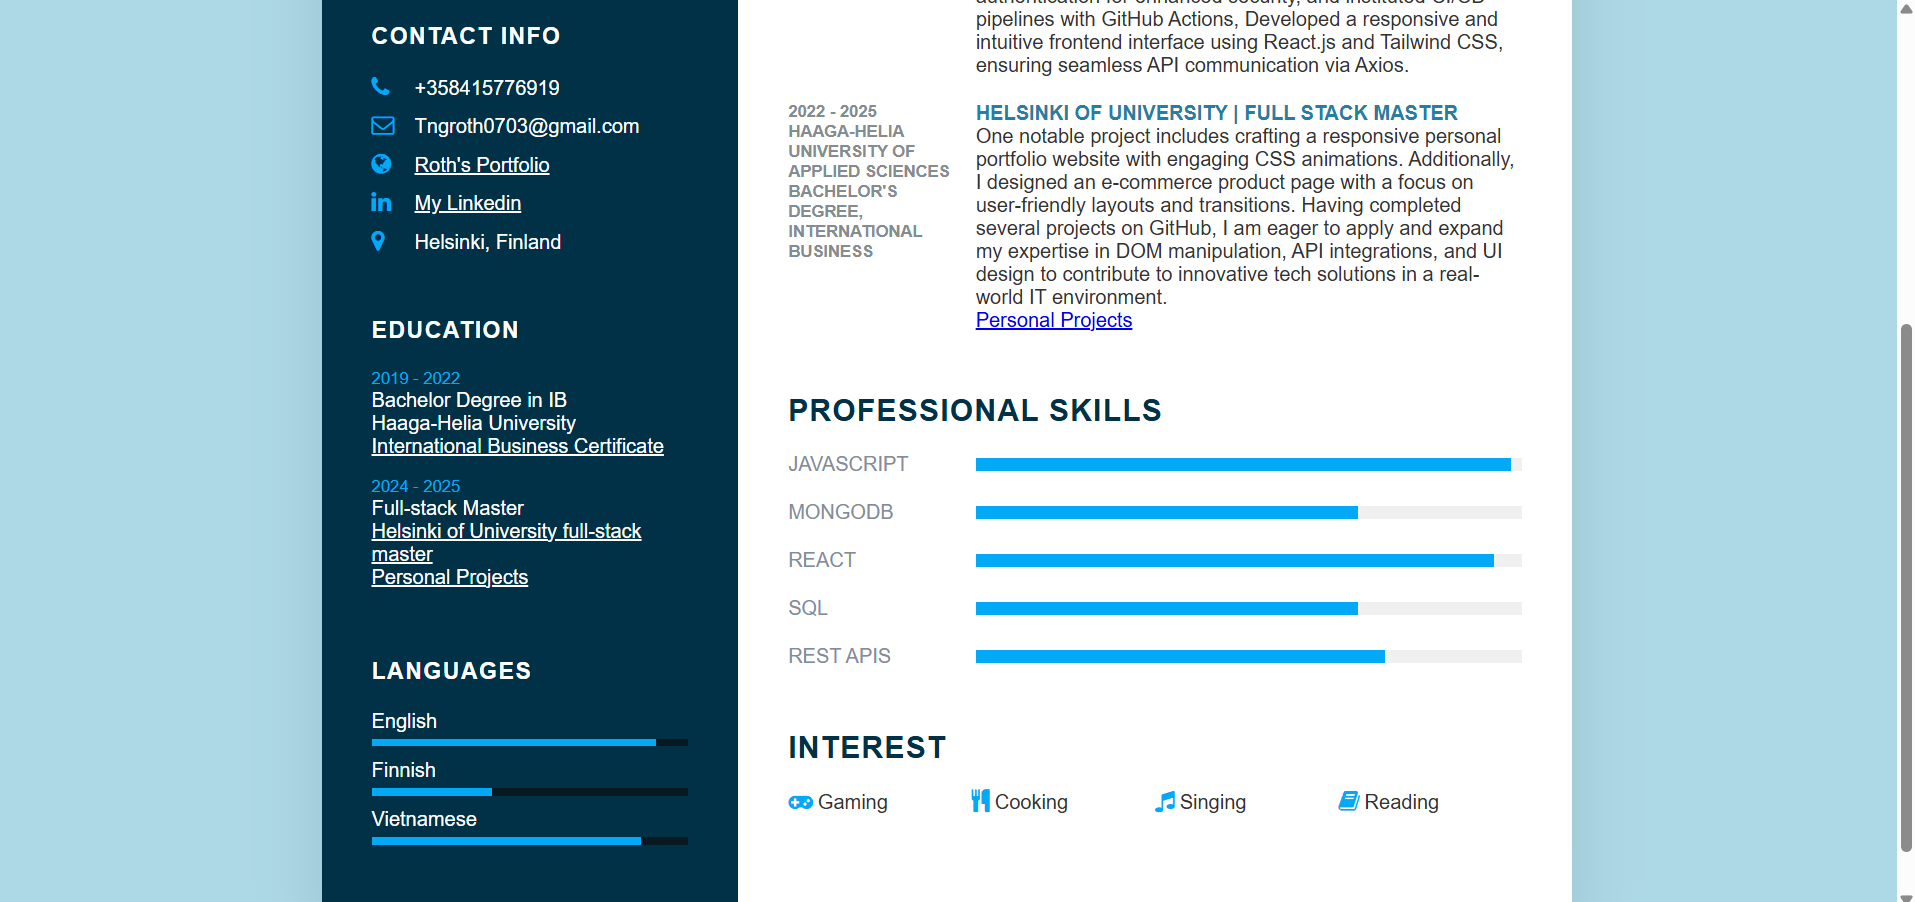 CONTACT INFO
+358415776919
Tngroth0703@gmail.com
Roth's Portfolio
My Linkedin
Helsinki, Finland
EDUCATION
2019 - 2022
Bachelor Degree in IB
Haaga-Helia University
International Business Certificate
2024 - 2025
Full-stack Master
Helsinki of University full-stack
master
Personal Projects
LANGUAGES
English
Finnish
Vietnamese
authentication for enhanced security, and instituted CI/CD
pipelines with GitHub Actions, Developed a responsive and
intuitive frontend interface using React.js and Tailwind CSS,
ensuring seamless API communication via Axios.
2022 - 2025
HAAGA-HELIA
UNIVERSITY OF
APPLIED SCIENCES
BACHELOR'S
DEGREE,
INTERNATIONAL
BUSINESS
HELSINKI OF UNIVERSITY | FULL STACK MASTER
One notable project includes crafting a responsive personal
portfolio website with engaging CSS animations. Additionally,
I designed an e-commerce product page with a focus on
user-friendly layouts and transitions. Having completed
several projects on GitHub, I am eager to apply and expand
my expertise in DOM manipulation, API integrations, and UI
design to contribute to innovative tech solutions in a real-
world IT environment.
Personal Projects
PROFESSIONAL SKILLS
JAVASCRIPT
MONGODB
REACT
SQL
REST APIS
INTEREST
Gaming
Cooking
Singing
Reading